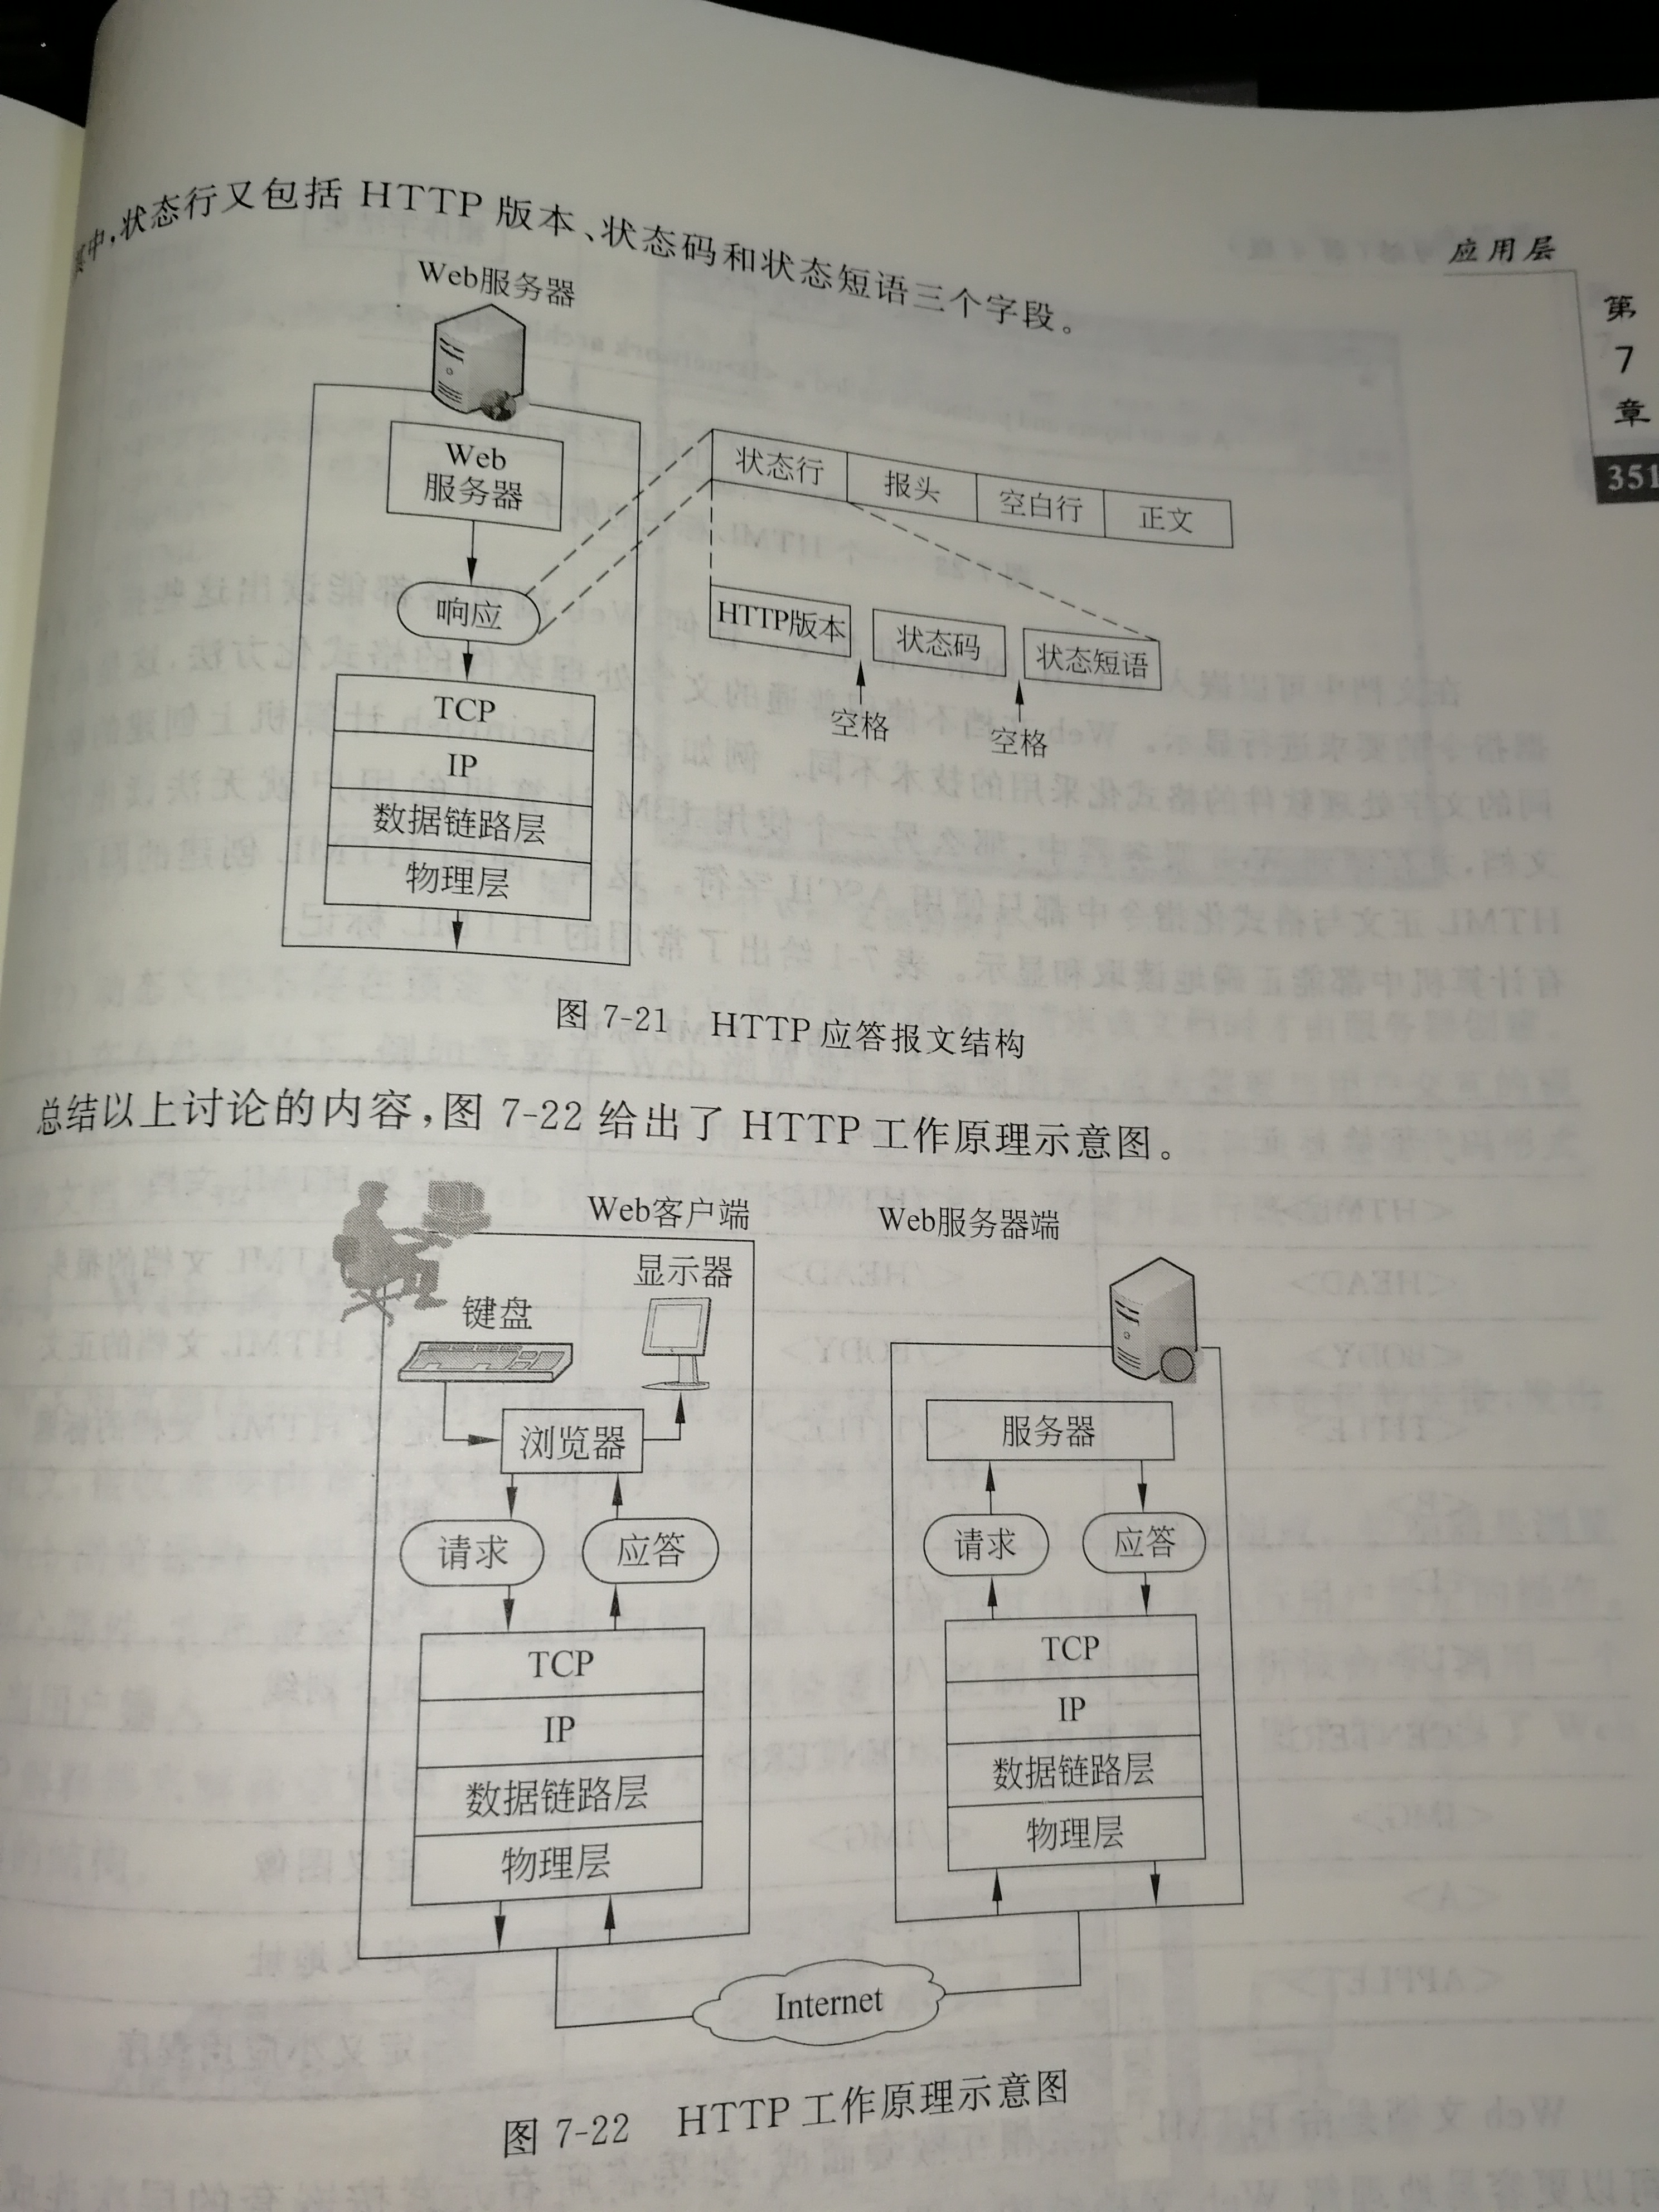 中,状态行又包括 HTTP 版本、状态码和状态短语三个字段。
应用层
第
7
章
351
Web服务器
Web
服务器
响应
TCP
IP
数据链路层
物理层
状态行 报头 空白行 正文
HTTP版本 状态码 状态短语
空格 空格
图 7-21 HTTP 应答报文结构
总结以上讨论的内容,图 7-22 给出了 HTTP 工作原理示意图。
Web客户端
显示器
键盘
浏览器
请求 应答
TCP
IP
数据链路层
物理层
Web服务器端
服务器
请求 应答
TCP
IP
数据链路层
物理层
Internet
图 7-22 HTTP 工作原理示意图